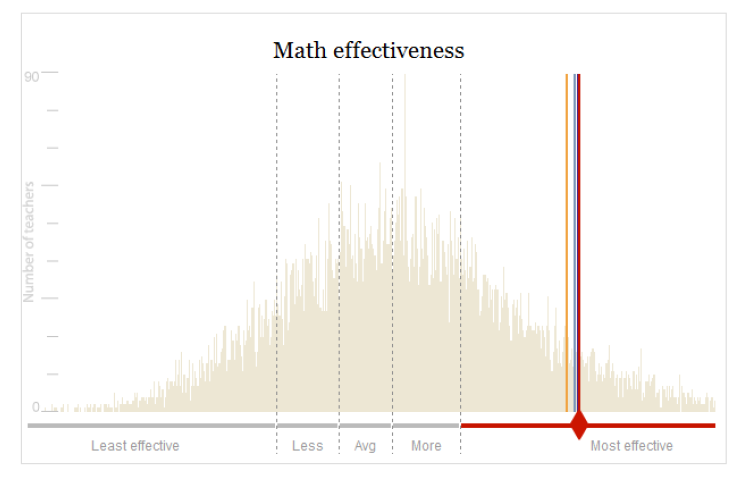 Math effectiveness
90
Number of teachers
0
Least effective
Less
Avg
More
Most effective